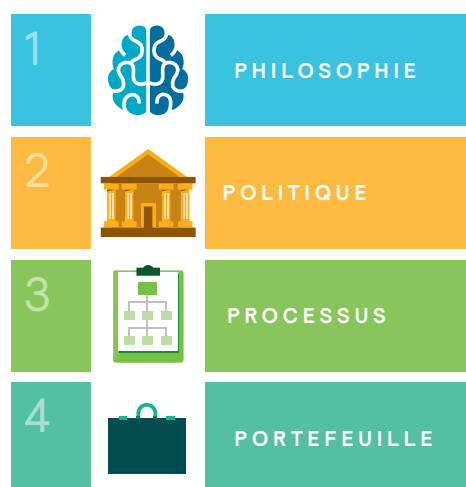 1
PHILOSOPHIE
2
POLITIQUE
3
PROCESSUS
4
PORTEFEUILLE